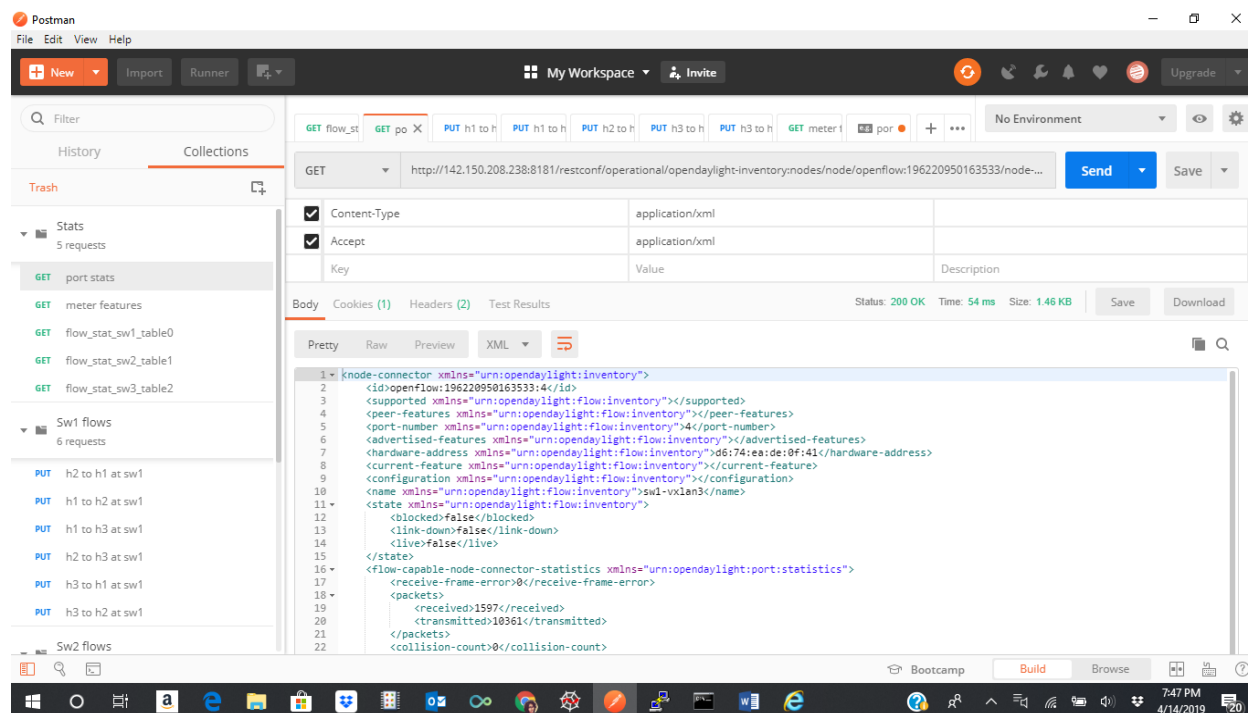 Postman
File Edit View Help
New Import Runner My Workspace Invite Upgrade
Filter
History Collections
Trash
Stats
5 requests
GET port stats
GET meter features
GET flow_stat_sw1_table0
GET flow_stat_sw2_table1
GET flow_stat_sw3_table2
Sw1 flows
6 requests
PUT h2 to h1 at sw1
PUT h1 to h2 at sw1
PUT h1 to h3 at sw1
PUT h2 to h3 at sw1
PUT h3 to h1 at sw1
PUT h3 to h2 at sw1
Sw2 flows
GET flow_st GET po X PUT h1 to h PUT h1 to h PUT h2 to h PUT h3 to h PUT h3 to h GET meter f por + ••• No Environment
GET http://142.150.208.238:8181/restconf/operational/opendaylight-inventory:nodes/node/openflow:196220950163533/node-... Send Save
Content-Type application/xml
Accept application/xml
Key Value Description
Body Cookies (1) Headers (2) Test Results Status: 200 OK Time: 54 ms Size: 1.46 KB Save Download
Pretty Raw Preview XML
1 <node-connector xmlns="urn:opendaylight:inventory">
2 <id>openflow:196220950163533:4</id>
3 <supported xmlns="urn:opendaylight:flow:inventory"></supported>
4 <peer-features xmlns="urn:opendaylight:flow:inventory"></peer-features>
5 <port-number xmlns="urn:opendaylight:flow:inventory">4</port-number>
6 <advertised-features xmlns="urn:opendaylight:flow:inventory"></advertised-features>
7 <hardware-address xmlns="urn:opendaylight:flow:inventory">d6:74:ea:de:0f:41</hardware-address>
8 <current-feature xmlns="urn:opendaylight:flow:inventory"></current-feature>
9 <configuration xmlns="urn:opendaylight:flow:inventory"></configuration>
10 <name xmlns="urn:opendaylight:flow:inventory">sw1-vxlan3</name>
11 <state xmlns="urn:opendaylight:flow:inventory">
12 <blocked>false</blocked>
13 <link-down>false</link-down>
14 <live>false</live>
15 </state>
16 <flow-capable-node-connector-statistics xmlns="urn:opendaylight:port:statistics">
17 <receive-frame-error>0</receive-frame-error>
18 <packets>
19 <received>1597</received>
20 <transmitted>10361</transmitted>
21 </packets>
22 <collision-count>0</collision-count>
Bootcamp Build Browse
7:47 PM
4/14/2019
20